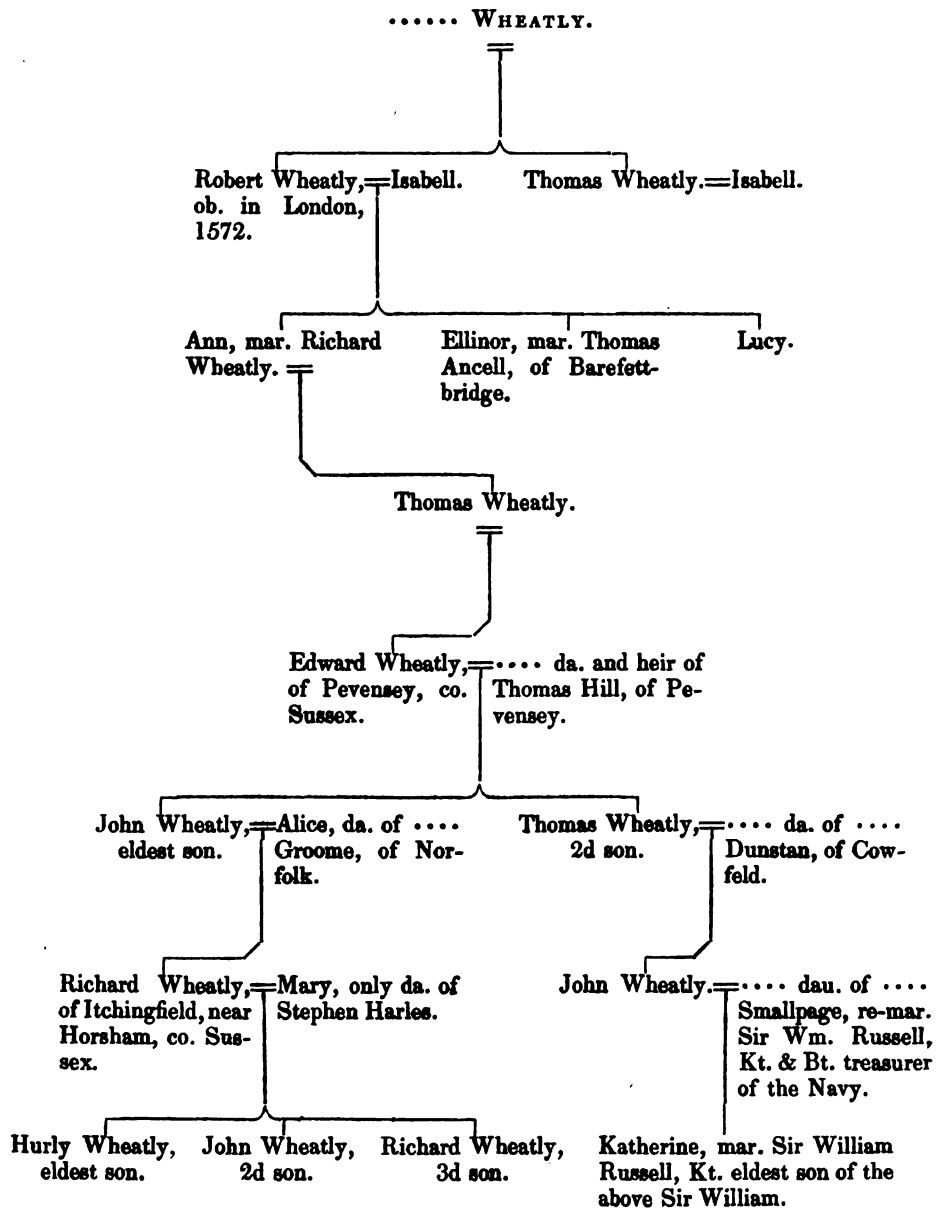 ...... WHEATLY.
Robert Wheatly,=Isabell.
ob. in London,
1572.
Thomas Wheatly.=Isabell.
Ann, mar. Richard
Wheatly.=
Ellinor, mar. Thomas
Ancell, of Barefett-
bridge.
Lucy.
Thomas Wheatly.
Edward Wheatly,=
of Pevensey, co.
Sussex.
.... da. and heir of
Thomas Hill, of Pe-
vensey.
John Wheatly,=
eldest son.
Alice, da. of ....
Groome, of Nor-
folk.
Thomas Wheatly,=
2d son.
.... da. of ....
Dunstan, of Cow-
feld.
Richard Wheatly,=
of Itchingfield, near
Horsham, co. Sus-
sex.
Mary, only da. of
Stephen Harles.
John Wheatly.=
.... dau. of ....
Smallpage, re-mar.
Sir Wm. Russell,
Kt. & Bt. treasurer
of the Navy.
Hurly Wheatly,
eldest son.
John Wheatly,
2d son.
Richard Wheatly,
3d son.
Katherine, mar. Sir William
Russell, Kt. eldest son of the
above Sir William.